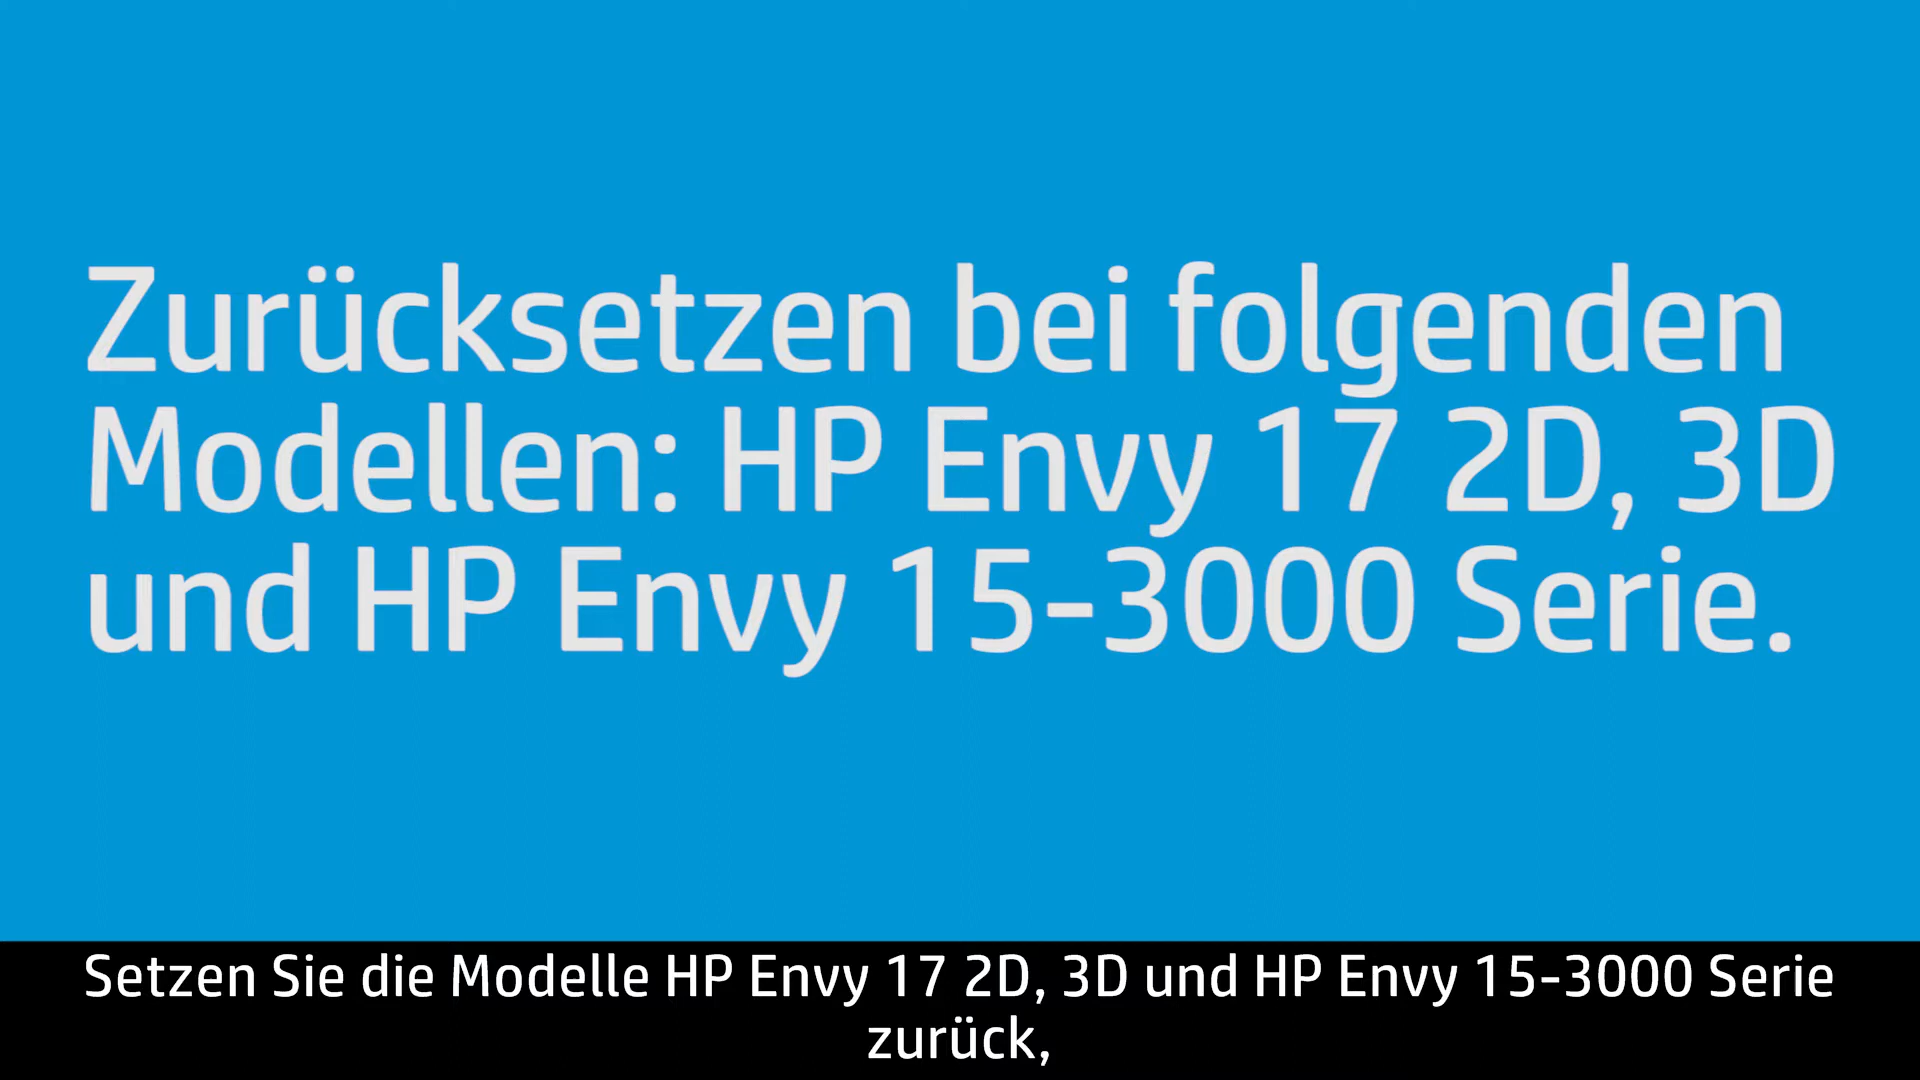 Zurücksetzen bei folgenden
Modellen: HP Envy 17 2D, 3D
und HP Envy 15-3000 Serie.
Setzen Sie die Modelle HP Envy 17 2D, 3D und HP Envy 15-3000 Serie
zurück,